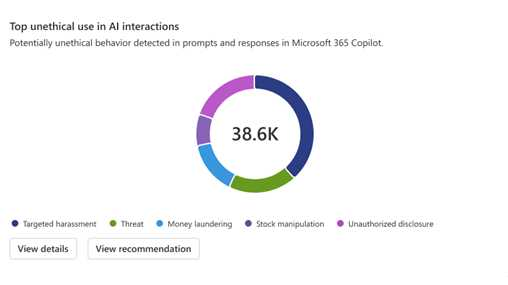 Top unethical use in AI interactions
Potentially unethical behavior detected in prompts and responses in Microsoft 365 Copilot.
38.6K
Targeted harassment Threat Money laundering Stock manipulation Unauthorized disclosure
View details View recommendation